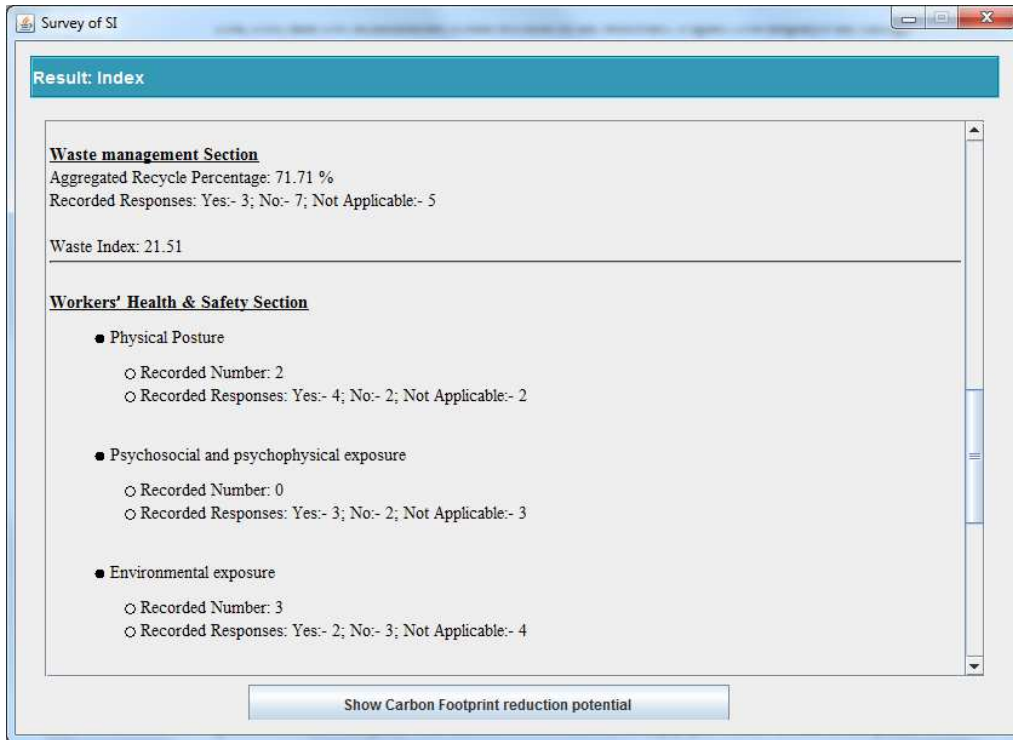 Survey of SI
Result: Index
Waste management Section
Aggregated Recycle Percentage: 71.71 %
Recorded Responses: Yes:- 3; No:- 7; Not Applicable:- 5
Waste Index: 21.51
Workers' Health & Safety Section
Physical Posture
Recorded Number: 2
Recorded Responses: Yes:- 4; No:- 2; Not Applicable:- 2
Psychosocial and psychophysical exposure
Recorded Number: 0
Recorded Responses: Yes:- 3; No:- 2; Not Applicable:- 3
Environmental exposure
Recorded Number: 3
Recorded Responses: Yes:- 2; No:- 3; Not Applicable:- 4
Show Carbon Footprint reduction potential